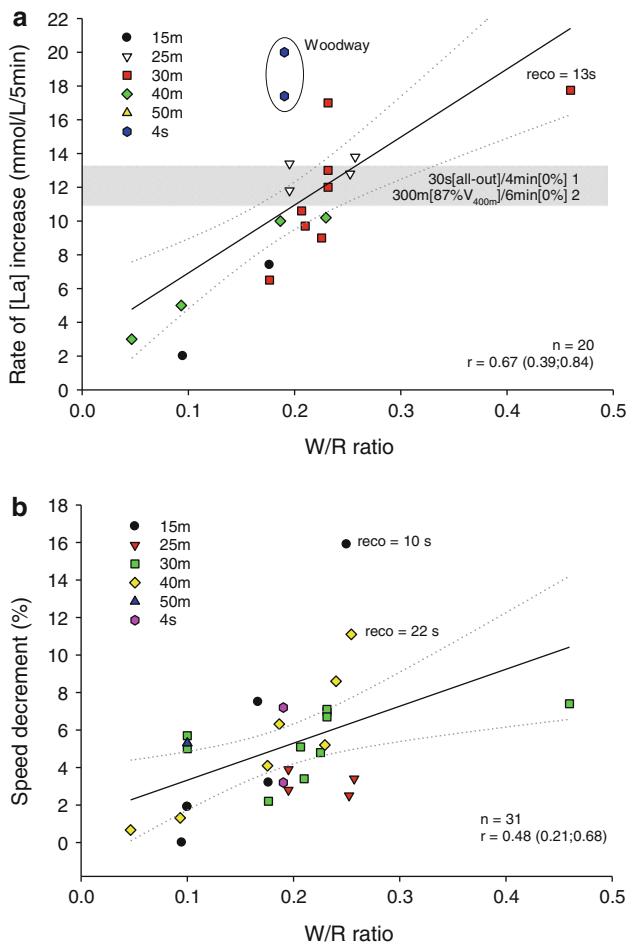 a
22
20
18
16
14
12
10
8
6
4
2
0
Rate of [La] increase (mmol/L/5min)
15m
25m
30m
40m
50m
4s
Woodway
reco = 13s
30s[all-out]/4min[0%] 1
300m[87%V400m]/6min[0%] 2
n = 20
r = 0.67 (0.39;0.84)
0.0 0.1 0.2 0.3 0.4 0.5
W/R ratio
b
18
16
14
12
10
8
6
4
2
0
Speed decrement (%)
15m
25m
30m
40m
50m
4s
reco = 10 s
reco = 22 s
n = 31
r = 0.48 (0.21;0.68)
0.0 0.1 0.2 0.3 0.4 0.5
W/R ratio